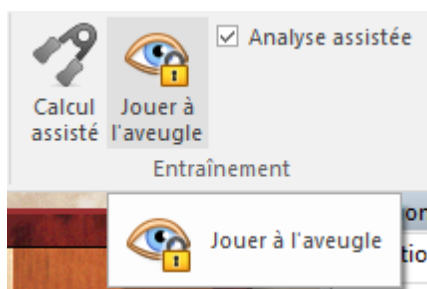 Analyse assistée
Calcul
assisté
Jouer à
l'aveugle
Entraînement
Jouer à l'aveugle